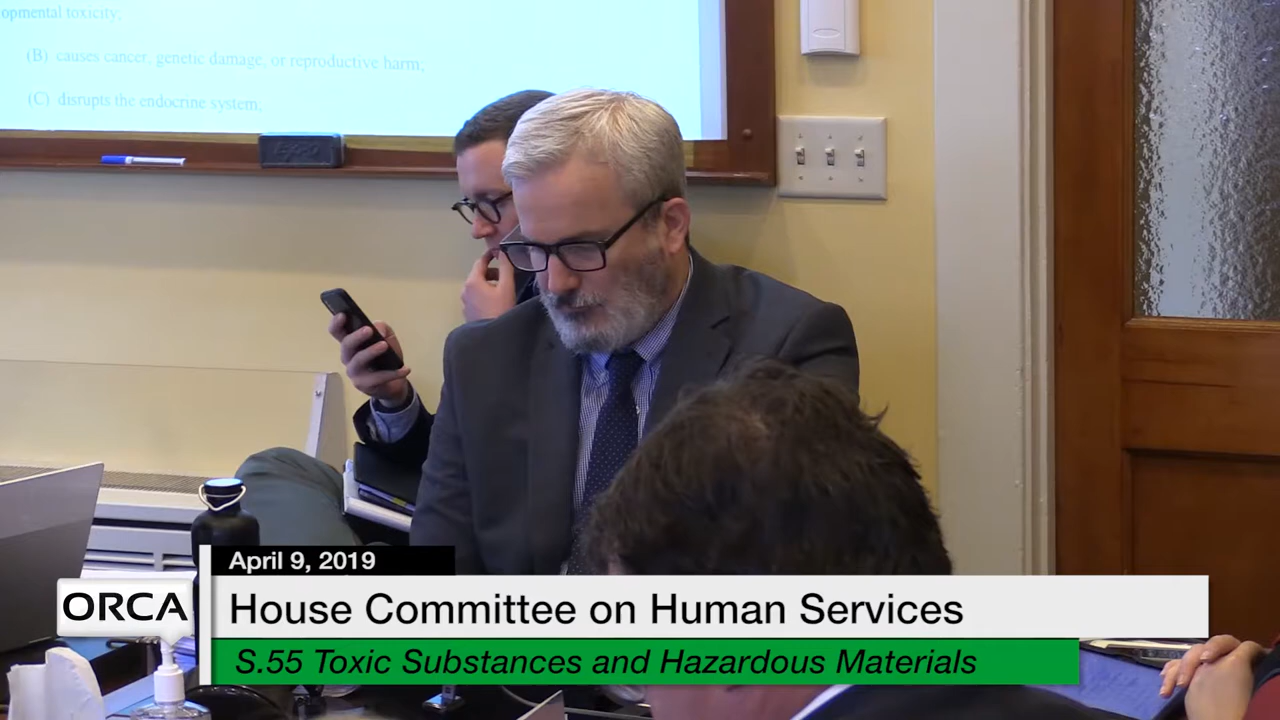 opmental toxicity;
(B) causes cancer, genetic damage, or reproductive harm;
(C) disrupts the endocrine system;
EXPO
April 9, 2019
ORCA
House Committee on Human Services
S.55 Toxic Substances and Hazardous Materials